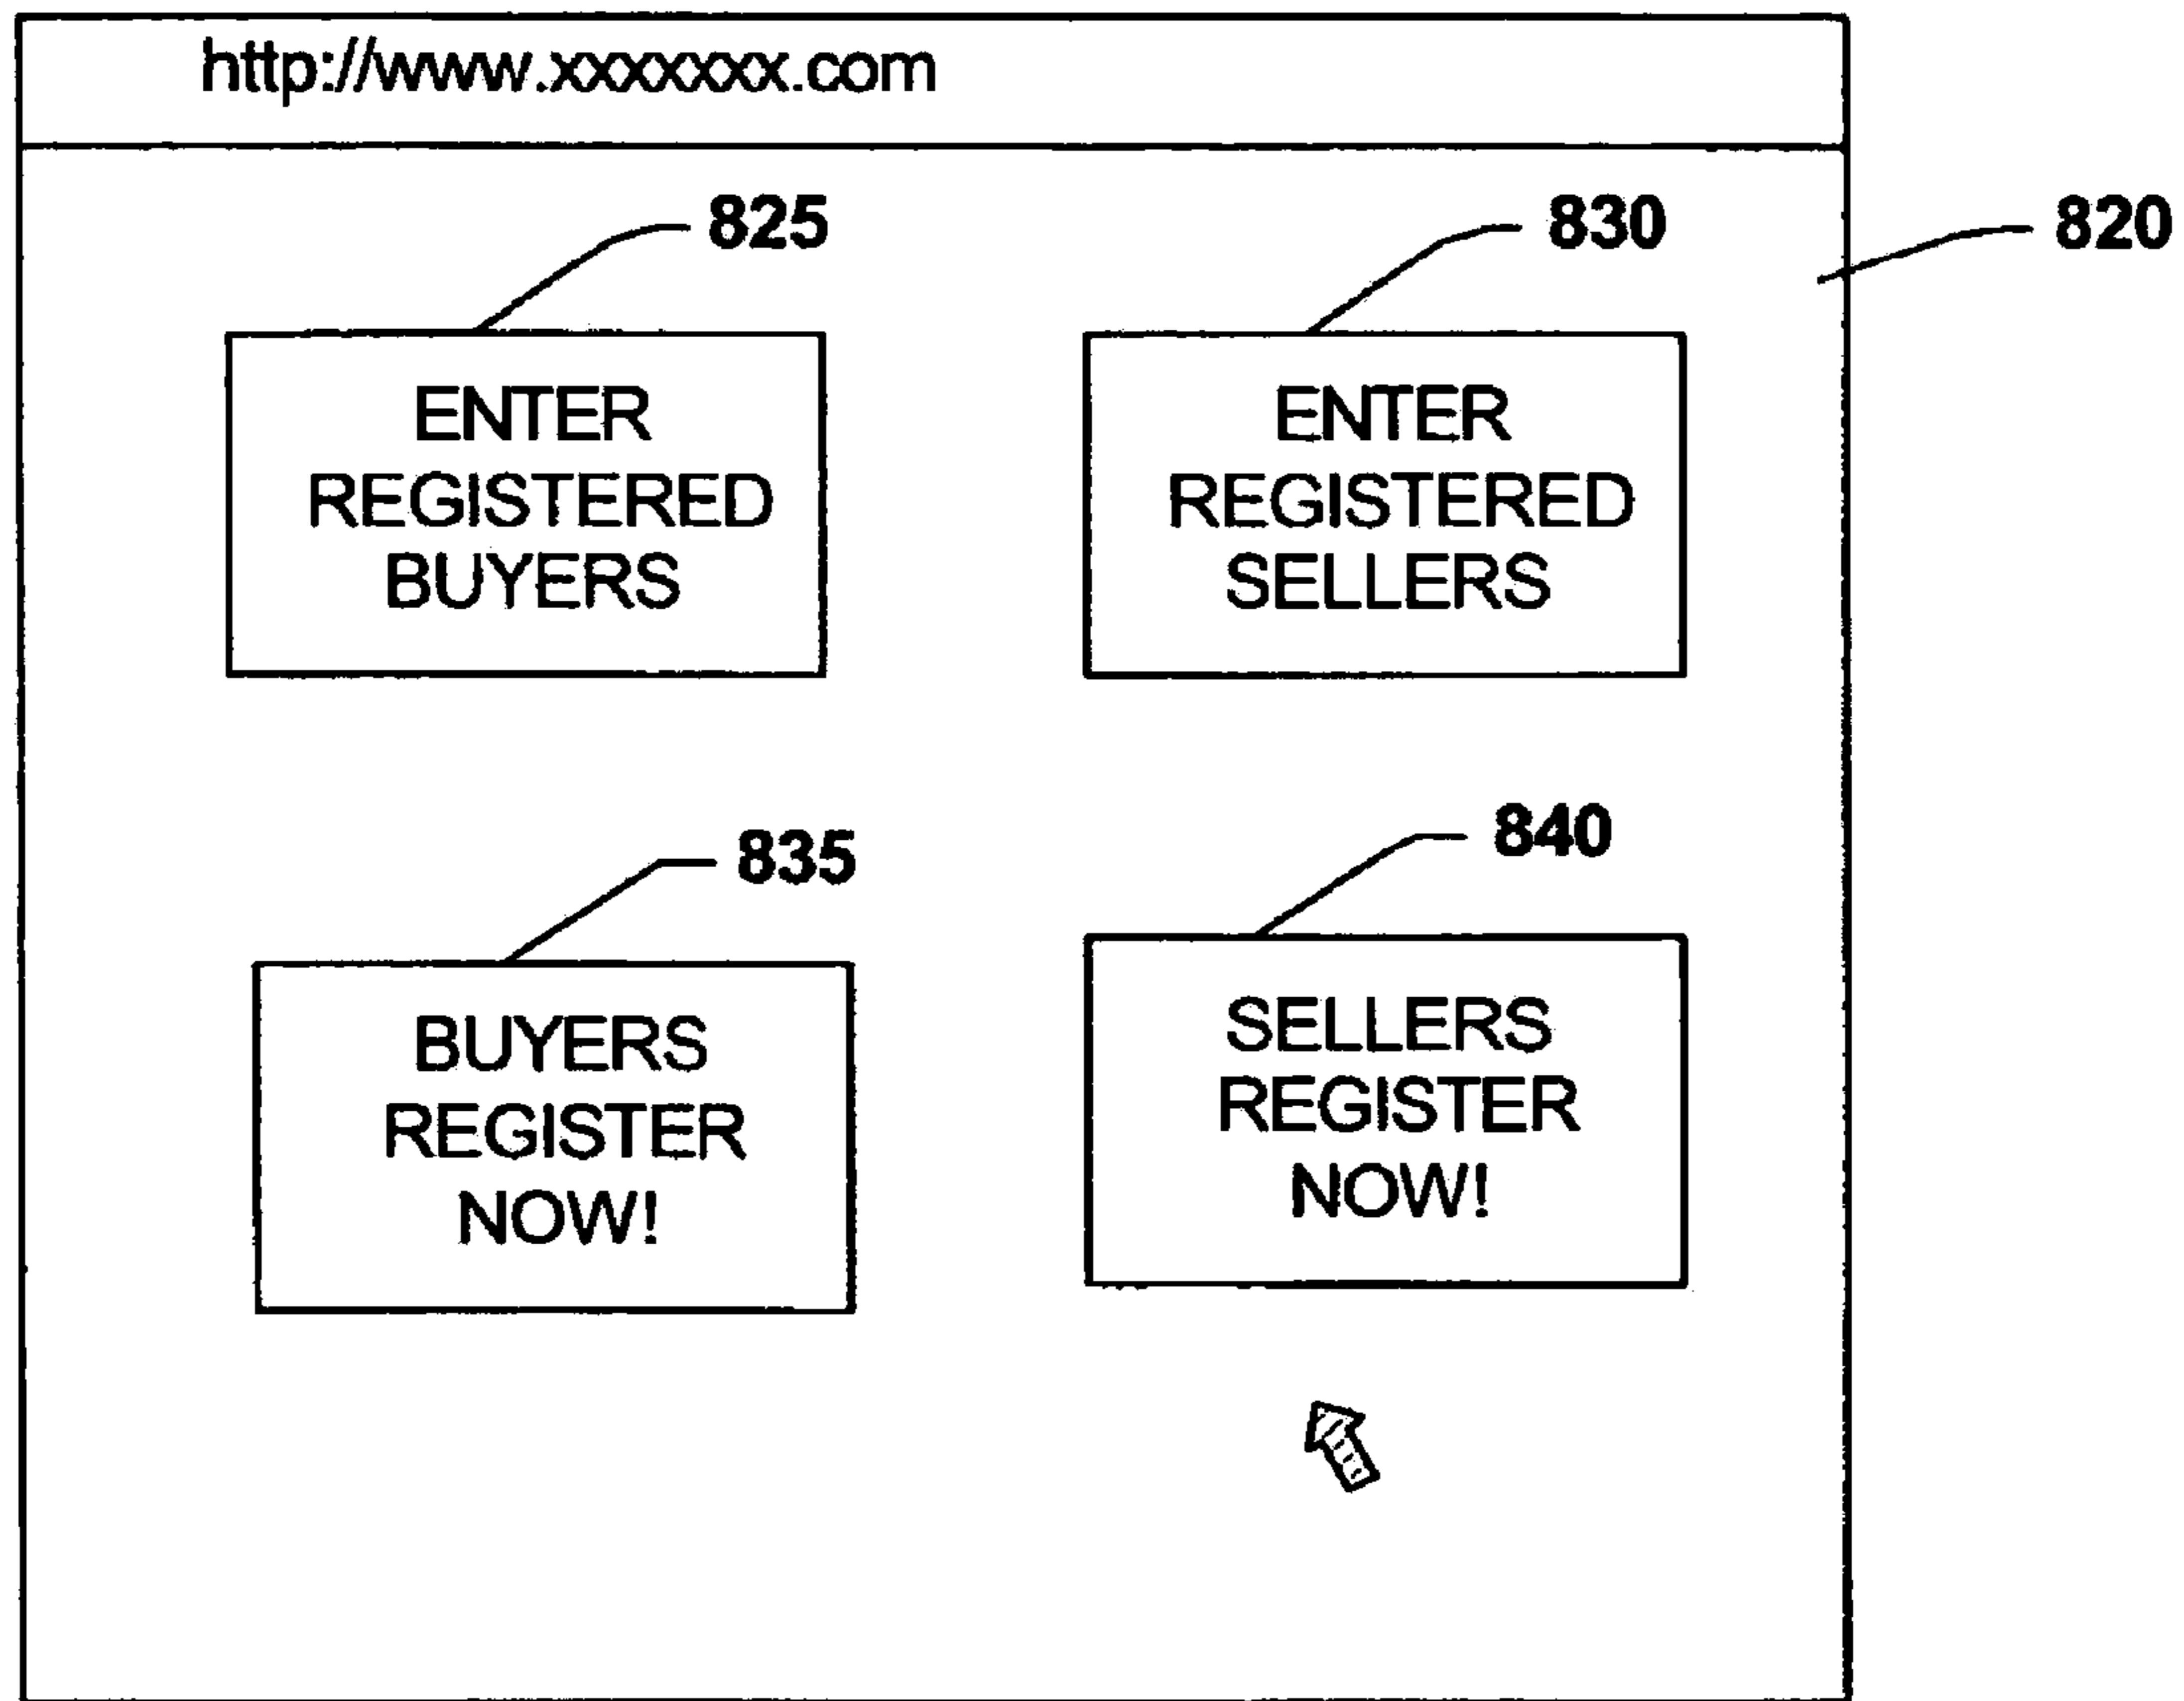 http://www.xxxxxxx.com
825
830
820
ENTER
REGISTERED
BUYERS
ENTER
REGISTERED
SELLERS
835
840
BUYERS
REGISTER
NOW!
SELLERS
REGISTER
NOW!